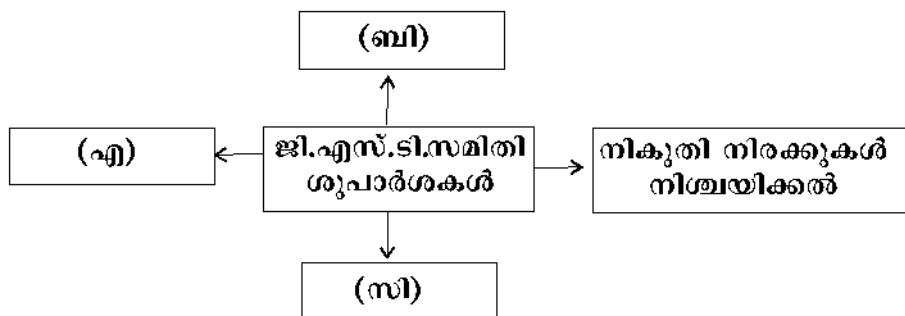 (ബി)
(എ)
ജി.എസ്.ടി.സമിതി
ശുപാർശകൾ
നികുതി നിരക്കുകൾ
നിശ്ചയിക്കൽ
(സി)